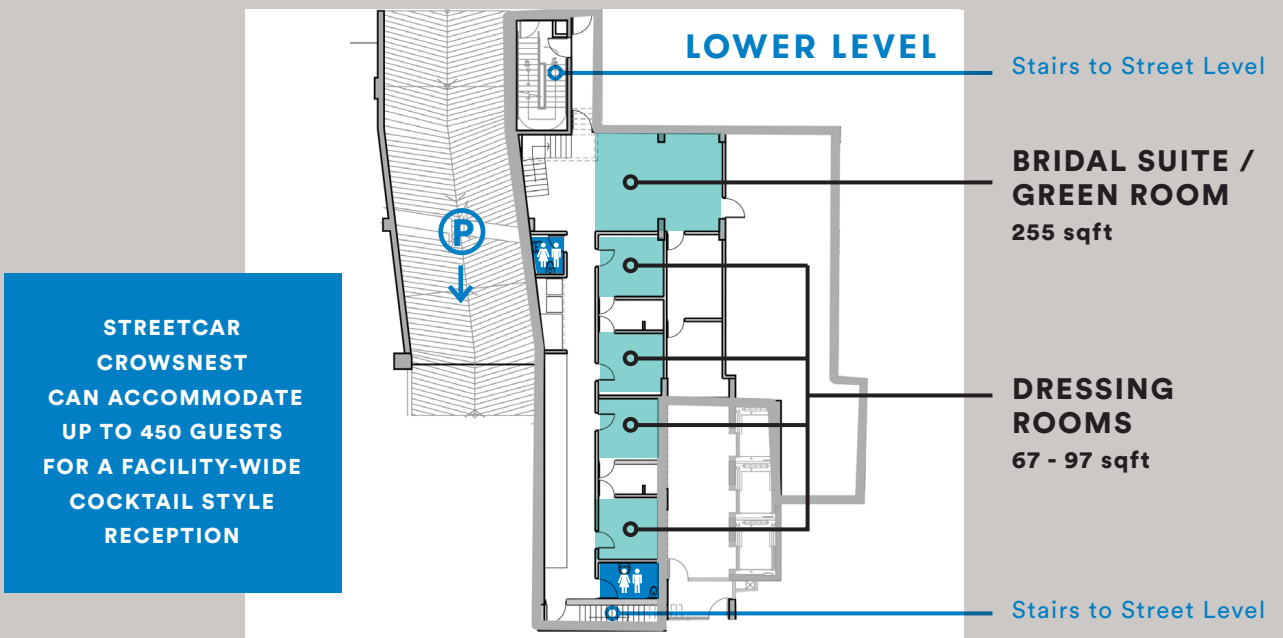 LOWER LEVEL
Stairs to Street Level
BRIDAL SUITE /
GREEN ROOM
255 sqft
P
STREETCAR
CROWSNEST
CAN ACCOMMODATE
UP TO 450 GUESTS
FOR A FACILITY-WIDE
COCKTAIL STYLE
RECEPTION
DRESSING
ROOMS
67 - 97 sqft
Stairs to Street Level